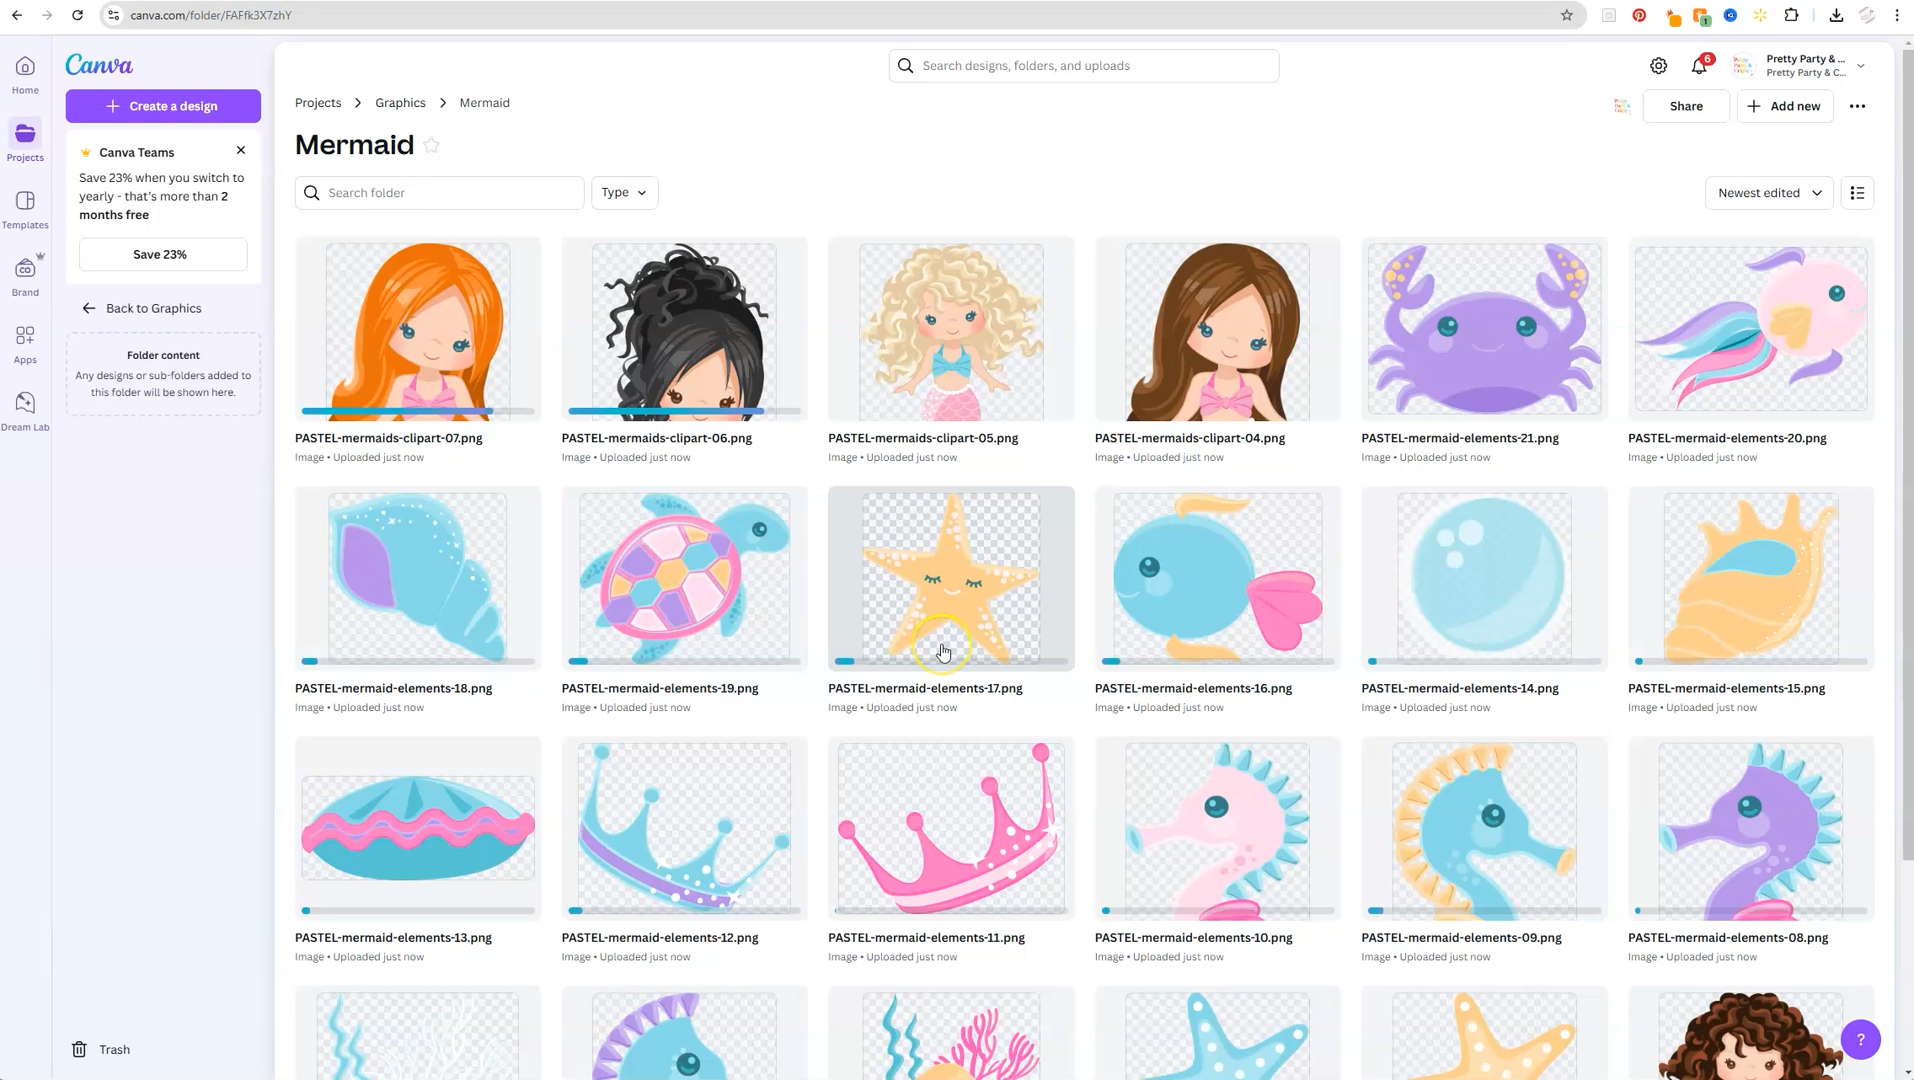 canva.com/folder/FAFfk3X7zhY
1
Home
Projects
Templates
Brand
Apps
Dream Lab
Canva
Create a design
Canva Teams
Save 23% when you switch to
yearly - that's more than 2
months free
Save 23%
Back to Graphics
Folder content
Any designs or sub-folders added to
this folder will be shown here.
Trash
Search designs, folders, and uploads
6
Pretty Party & ...
Pretty Party & C...
Projects > Graphics > Mermaid
Share
Add new
Mermaid
Search folder
Type
Newest edited
PASTEL-mermaids-clipart-07.png
Image • Uploaded just now
PASTEL-mermaids-clipart-06.png
Image • Uploaded just now
PASTEL-mermaids-clipart-05.png
Image • Uploaded just now
PASTEL-mermaids-clipart-04.png
Image • Uploaded just now
PASTEL-mermaid-elements-21.png
Image • Uploaded just now
PASTEL-mermaid-elements-20.png
Image • Uploaded just now
PASTEL-mermaid-elements-18.png
Image • Uploaded just now
PASTEL-mermaid-elements-19.png
Image • Uploaded just now
PASTEL-mermaid-elements-17.png
Image • Uploaded just now
PASTEL-mermaid-elements-16.png
Image • Uploaded just now
PASTEL-mermaid-elements-14.png
Image • Uploaded just now
PASTEL-mermaid-elements-15.png
Image • Uploaded just now
PASTEL-mermaid-elements-13.png
Image • Uploaded just now
PASTEL-mermaid-elements-12.png
Image • Uploaded just now
PASTEL-mermaid-elements-11.png
Image • Uploaded just now
PASTEL-mermaid-elements-10.png
Image • Uploaded just now
PASTEL-mermaid-elements-09.png
Image • Uploaded just now
PASTEL-mermaid-elements-08.png
Image • Uploaded just now
?